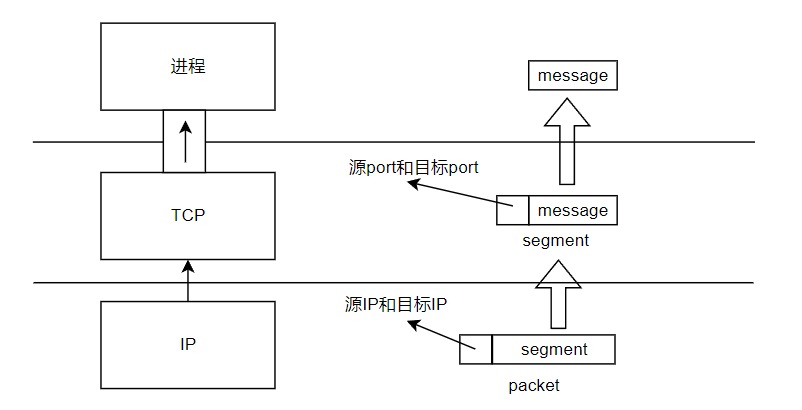 进程
message
源port和目标port
TCP
message
segment
源IP和目标IP
IP
segment
packet